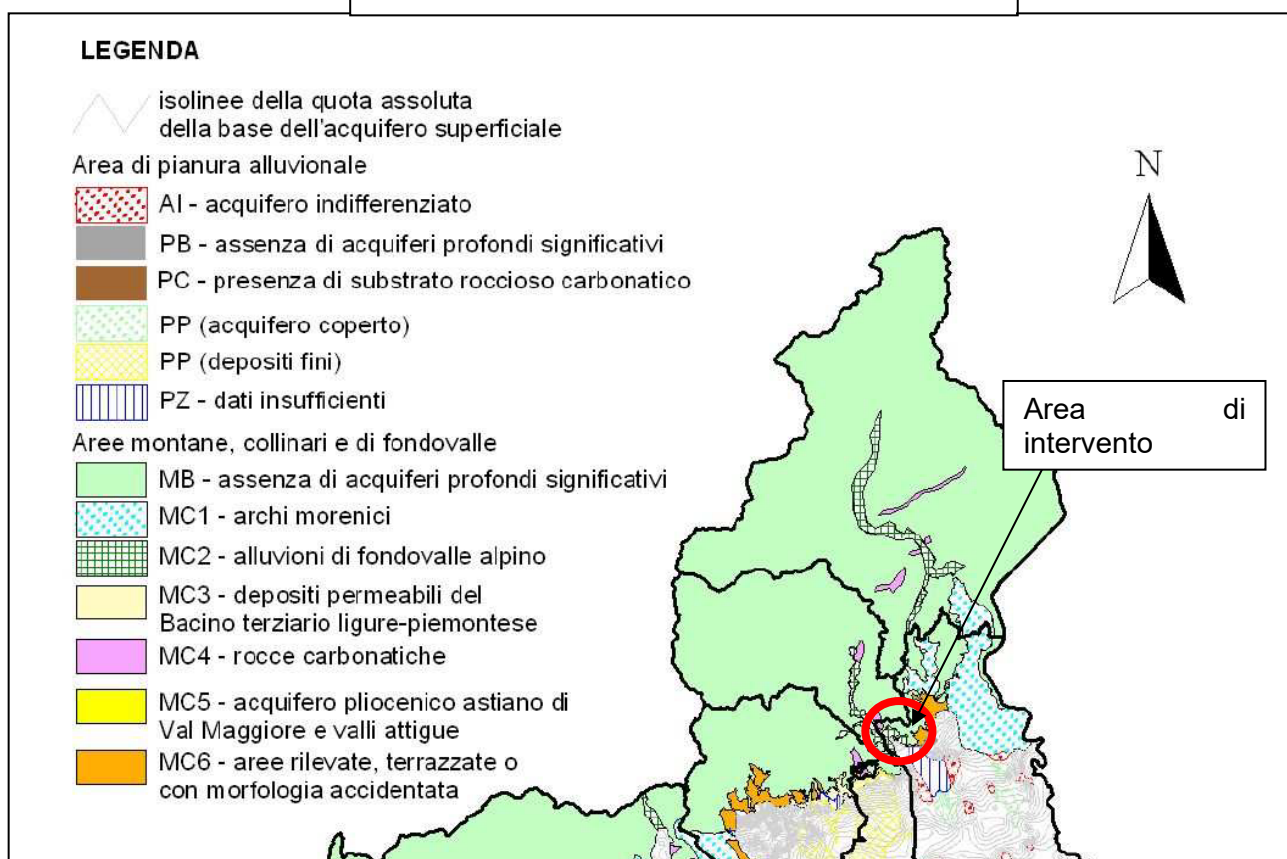 LEGENDA
isolinee della quota assoluta
della base dell'acquifero superficiale
Area di pianura alluvionale
AI - acquifero indifferenziato
PB - assenza di acquiferi profondi significativi
PC - presenza di substrato roccioso carbonatico
PP (acquifero coperto)
PP (depositi fini)
PZ - dati insufficienti
Aree montane, collinari e di fondovalle
MB - assenza di acquiferi profondi significativi
MC1 - archi morenici
MC2 - alluvioni di fondovalle alpino
MC3 - depositi permeabili del
Bacino terziario ligure-piemontese
MC4 - rocce carbonatiche
MC5 - acquifero pliocenico astiano di
Val Maggiore e valli attigue
MC6 - aree rilevate, terrazzate o
con morfologia accidentata
N
Area di
intervento